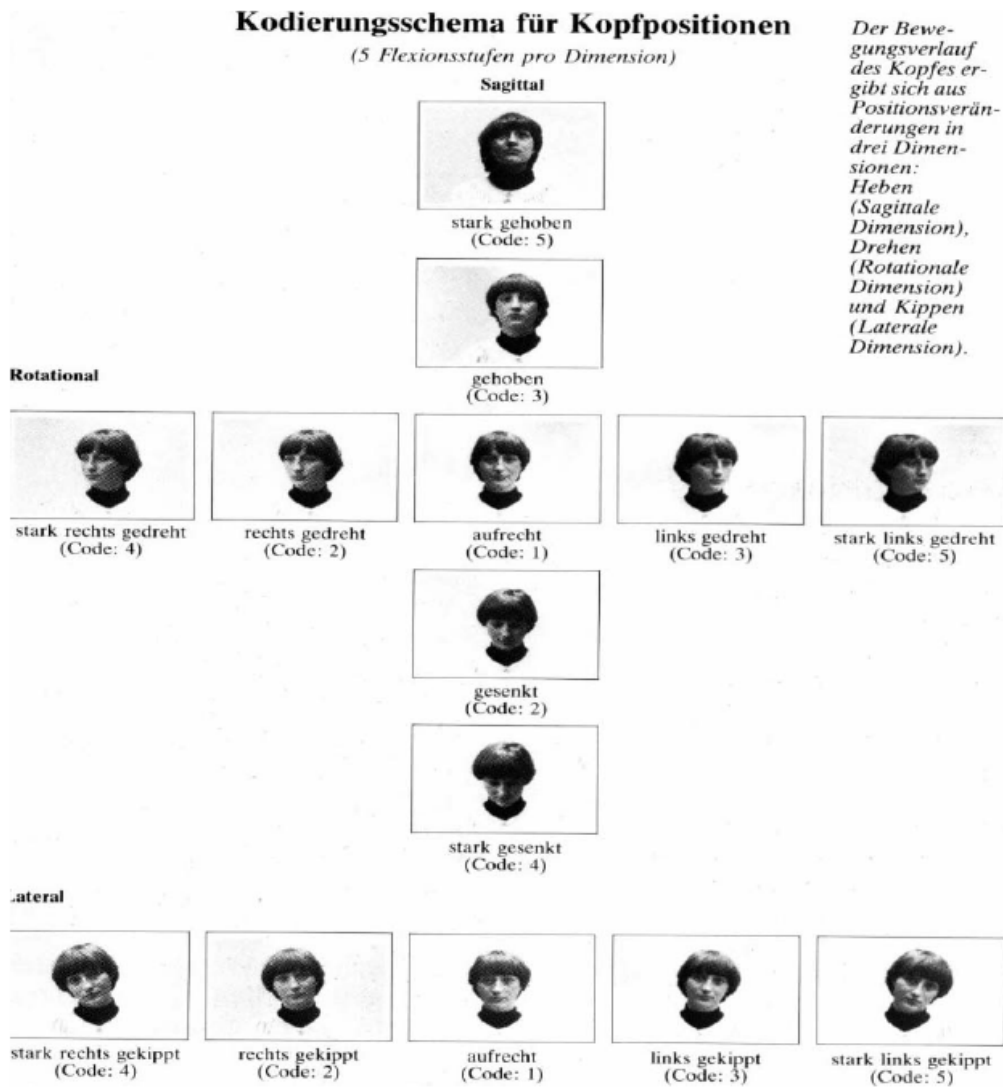 Kodierungsschema für Kopfpositionen
(5 Flexionsstufen pro Dimension)
Der Bewe-
gungsverlauf
des Kopfes er-
gibt sich aus
Positionsverän-
derungen in
drei Dimen-
sionen:
Heben
(Sagittale
Dimension),
Drehen
(Rotationale
Dimension)
und Kippen
(Laterale
Dimension).
Sagittal
stark gehoben
(Code: 5)
gehoben
(Code: 3)
Rotational
stark rechts gedreht
(Code: 4)
rechts gedreht
(Code: 2)
aufrecht
(Code: 1)
links gedreht
(Code: 3)
stark links gedreht
(Code: 5)
gesenkt
(Code: 2)
stark gesenkt
(Code: 4)
Lateral
stark rechts gekippt
(Code: 4)
rechts gekippt
(Code: 2)
aufrecht
(Code: 1)
links gekippt
(Code: 3)
stark links gekippt
(Code: 5)